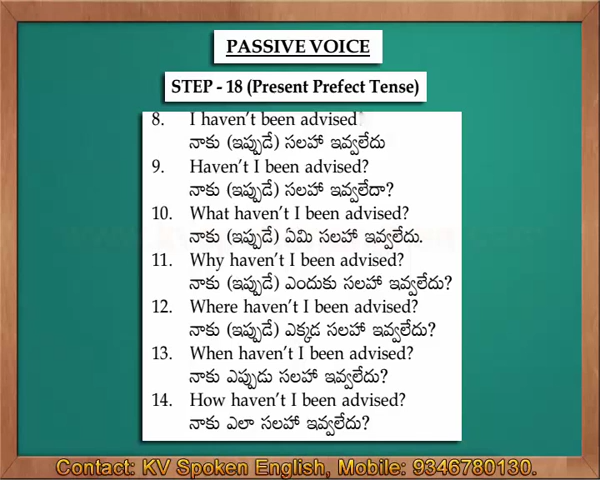 PASSIVE VOICE
STEP - 18 (Present Prefect Tense)
8. I haven't been advised
నాకు (ఇప్పుడే) సలహా ఇవ్వలేదు
9. Haven't I been advised?
నాకు (ఇప్పుడే) సలహా ఇవ్వలేదా?
10. What haven't I been advised?
నాకు (ఇప్పుడే) ఏమి సలహా ఇవ్వలేదు.
11. Why haven't I been advised?
నాకు (ఇప్పుడే) ఎందుకు సలహా ఇవ్వలేదు?
12. Where haven't I been advised?
నాకు (ఇప్పుడే) ఎక్కడ సలహా ఇవ్వలేదు?
13. When haven't I been advised?
నాకు ఎప్పుడు సలహా ఇవ్వలేదు?
14. How haven't I been advised?
నాకు ఎలా సలహా ఇవ్వలేదు?
Contact: KV Spoken English, Mobile: 9346780130.